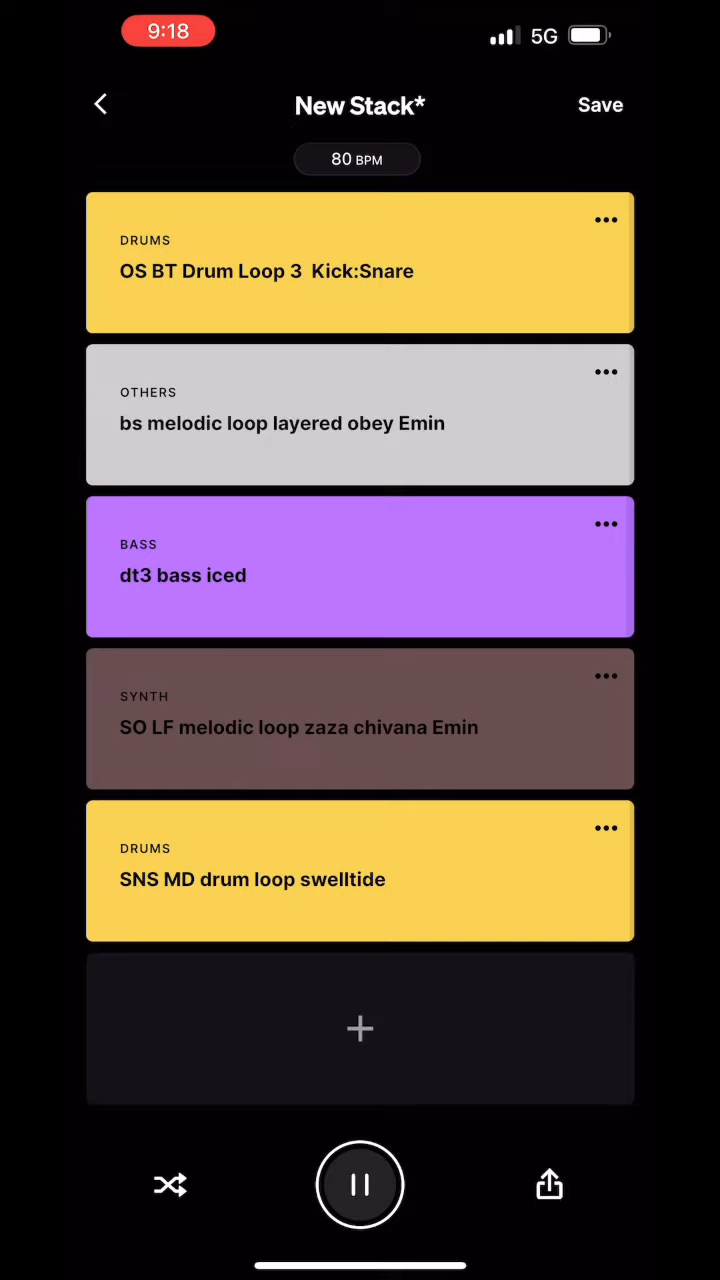 9:18
5G
New Stack*
Save
80 BPM
DRUMS
OS BT Drum Loop 3  Kick:Snare
OTHERS
bs melodic loop layered obey Emin
BASS
dt3 bass iced
SYNTH
SO LF melodic loop zaza chivana Emin
DRUMS
SNS MD drum loop swelltide